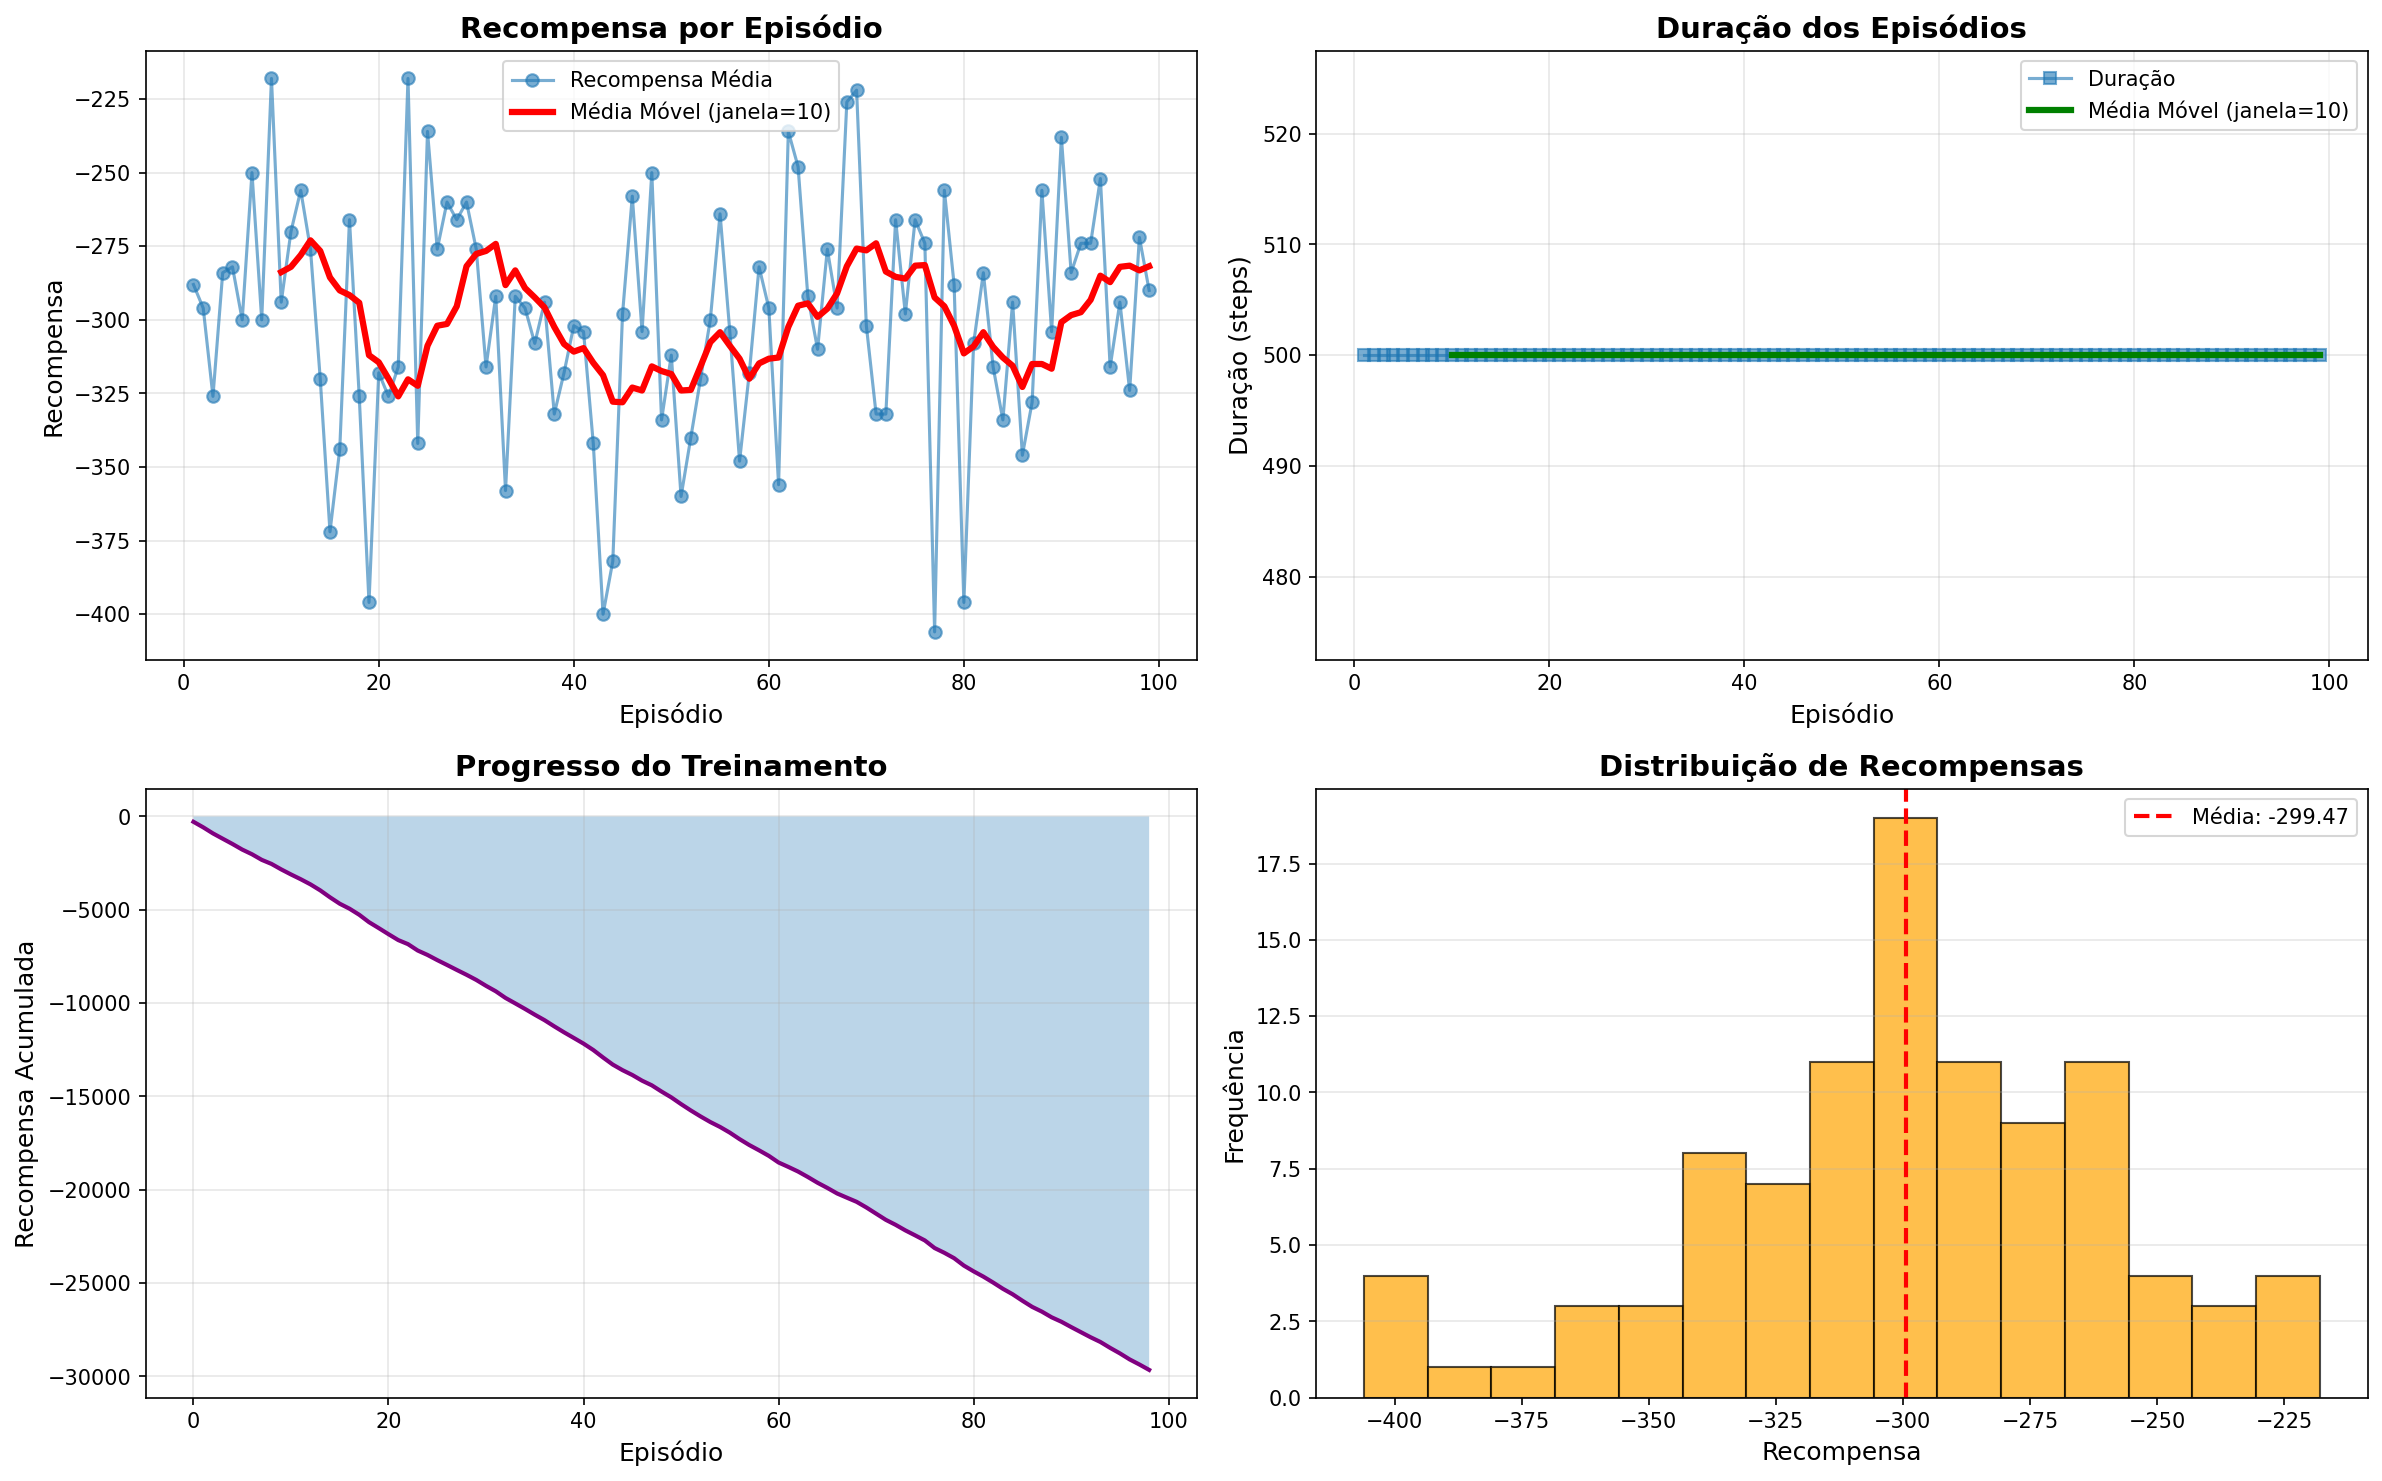 Recompensa por Episódio
Recompensa Média
Média Móvel (janela=10)
−225
−250
−275
−300
−325
−350
−375
−400
Recompensa
0 20 40 60 80 100
Episódio
Duração dos Episódios
Duração
Média Móvel (janela=10)
520
510
500
490
480
Duração (steps)
0 20 40 60 80 100
Episódio
Progresso do Treinamento
0
−5000
−10000
−15000
−20000
−25000
−30000
Recompensa Acumulada
0 20 40 60 80 100
Episódio
Distribuição de Recompensas
Média: -299.47
17.5
15.0
12.5
10.0
7.5
5.0
2.5
0.0
Frequência
−400 −375 −350 −325 −300 −275 −250 −225
Recompensa